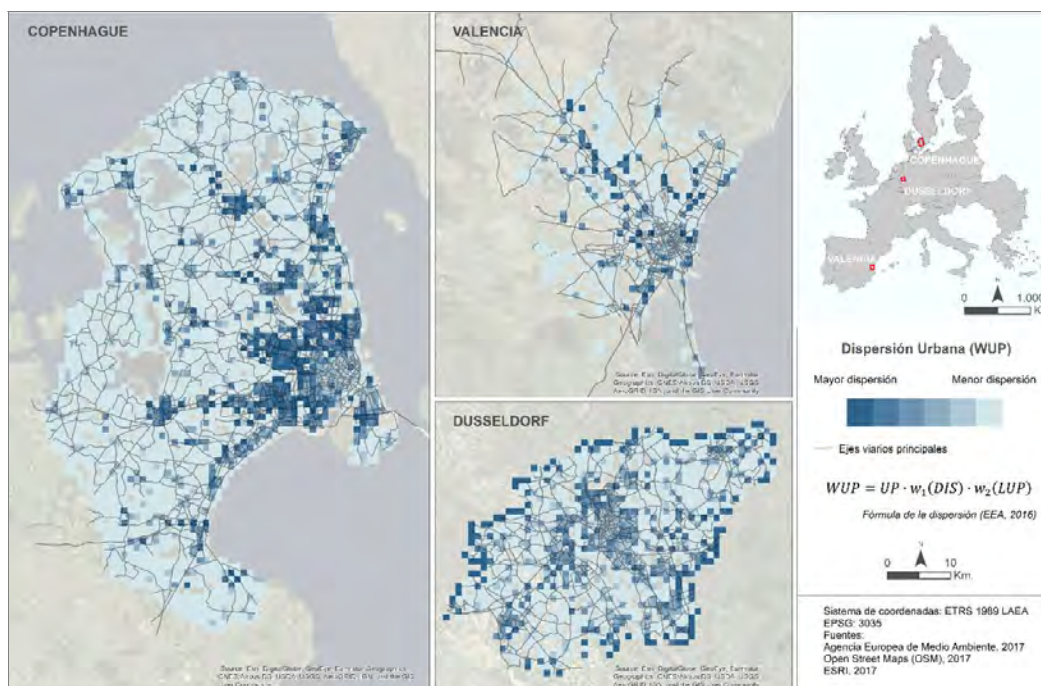 COPENHAGUE
VALENCIA
DUSSELDORF
COPENHAGUE
DUSSELDORF
VALENCIA
N
0 1.000
Dispersión Urbana (WUP)
Mayor dispersión Menor dispersión
Ejes viarios principales
WUP = UP · w₁(DIS) · w₂(LUP)
Fórmula de la dispersión (EEA, 2016)
N
0 10
Km.
Sistema de coordenadas: ETRS 1989 LAEA
EPSG: 3035
Fuentes:
Agencia Europea de Medio Ambiente, 2017
Open Street Maps (OSM), 2017
ESRI, 2017